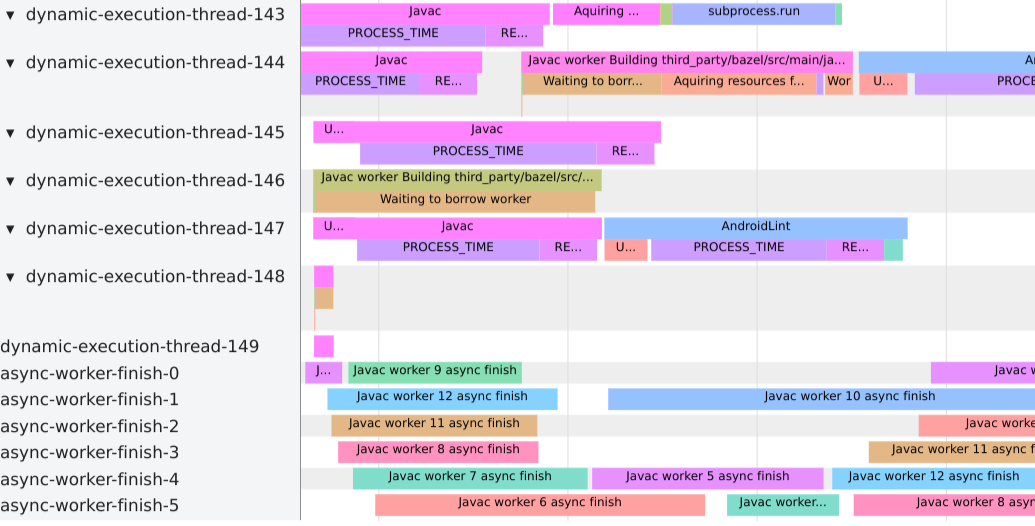 ▼ dynamic-execution-thread-143 Javac Aquiring ... subprocess.run
PROCESS_TIME RE...
▼ dynamic-execution-thread-144 Javac Javac worker Building third_party/bazel/src/main/ja...
PROCESS_TIME RE... Waiting to borr... Aquiring resources f... Wor U...
▼ dynamic-execution-thread-145 U... Javac
PROCESS_TIME RE...
▼ dynamic-execution-thread-146 Javac worker Building third_party/bazel/src/...
Waiting to borrow worker
▼ dynamic-execution-thread-147 U... Javac AndroidLint
PROCESS_TIME RE... U... PROCESS_TIME RE...
▼ dynamic-execution-thread-148
dynamic-execution-thread-149
async-worker-finish-0 J... Javac worker 9 async finish Javac
async-worker-finish-1 Javac worker 12 async finish Javac worker 10 async finish
async-worker-finish-2 Javac worker 11 async finish Javac worke
async-worker-finish-3 Javac worker 8 async finish Javac worker 11 async f
async-worker-finish-4 Javac worker 7 async finish Javac worker 5 async finish Javac worker 12 async finish
async-worker-finish-5 Javac worker 6 async finish Javac worker... Javac worker 8 asyn